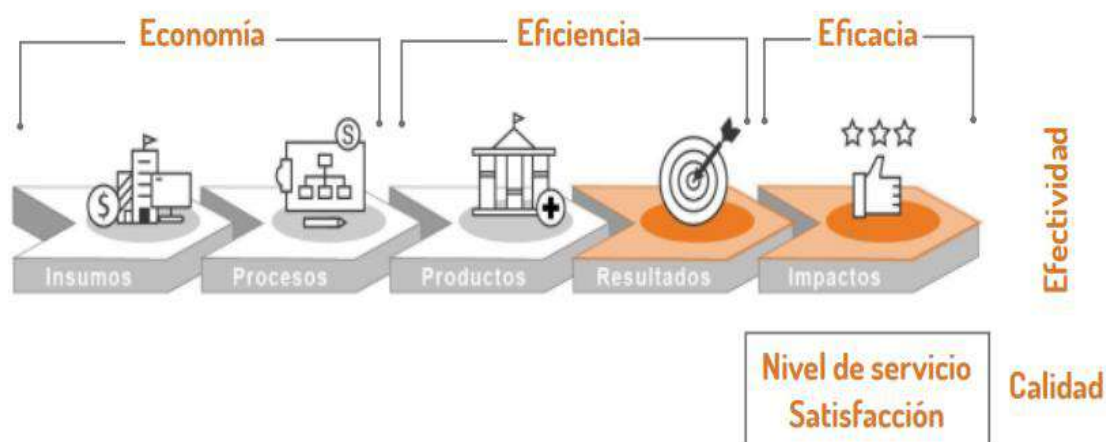 Economía
Eficiencia
Eficacia
$
$
Insumos
Procesos
Productos
Resultados
Impactos
Efectividad
Nivel de servicio
Satisfacción
Calidad